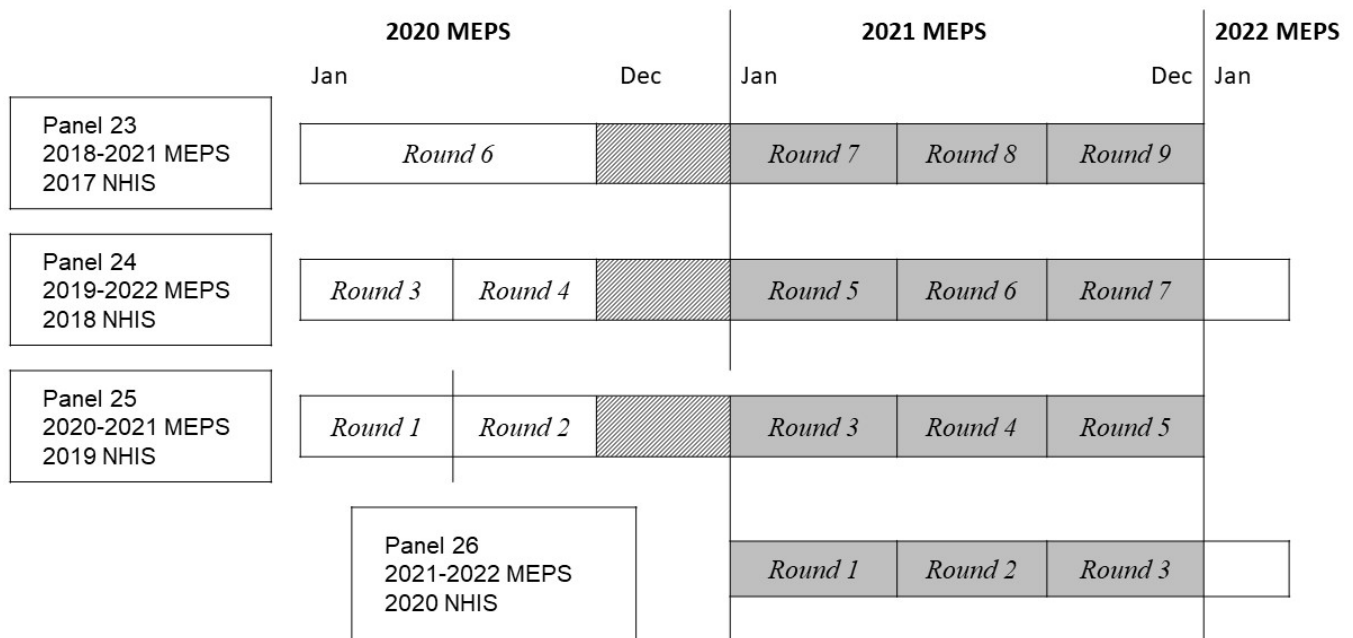 2020 MEPS
2021 MEPS
2022 MEPS
Jan
Dec
Jan
Dec
Jan
Panel 23
2018-2021 MEPS
2017 NHIS
Round 6
Round 7
Round 8
Round 9
Panel 24
2019-2022 MEPS
2018 NHIS
Round 3
Round 4
Round 5
Round 6
Round 7
Panel 25
2020-2021 MEPS
2019 NHIS
Round 1
Round 2
Round 3
Round 4
Round 5
Panel 26
2021-2022 MEPS
2020 NHIS
Round 1
Round 2
Round 3